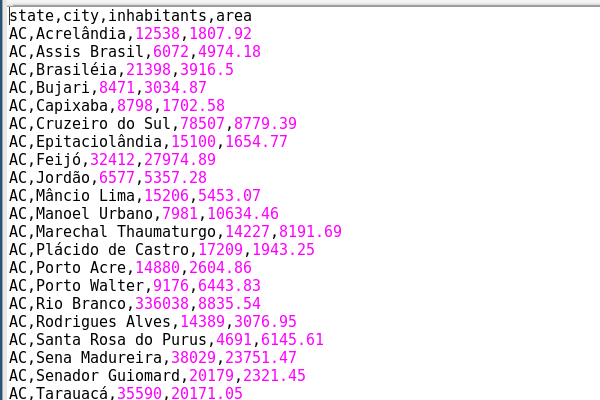 state,city,inhabitants,area
AC,Acrelândia,12538,1807.92
AC,Assis Brasil,6072,4974.18
AC,Brasiléia,21398,3916.5
AC,Bujari,8471,3034.87
AC,Capixaba,8798,1702.58
AC,Cruzeiro do Sul,78507,8779.39
AC,Epitaciolândia,15100,1654.77
AC,Feijó,32412,27974.89
AC,Jordão,6577,5357.28
AC,Mâncio Lima,15206,5453.07
AC,Manoel Urbano,7981,10634.46
AC,Marechal Thaumaturgo,14227,8191.69
AC,Plácido de Castro,17209,1943.25
AC,Porto Acre,14880,2604.86
AC,Porto Walter,9176,6443.83
AC,Rio Branco,336038,8835.54
AC,Rodrigues Alves,14389,3076.95
AC,Santa Rosa do Purus,4691,6145.61
AC,Sena Madureira,38029,23751.47
AC,Senador Guiomard,20179,2321.45
AC,Tarauacá,35590,20171.05